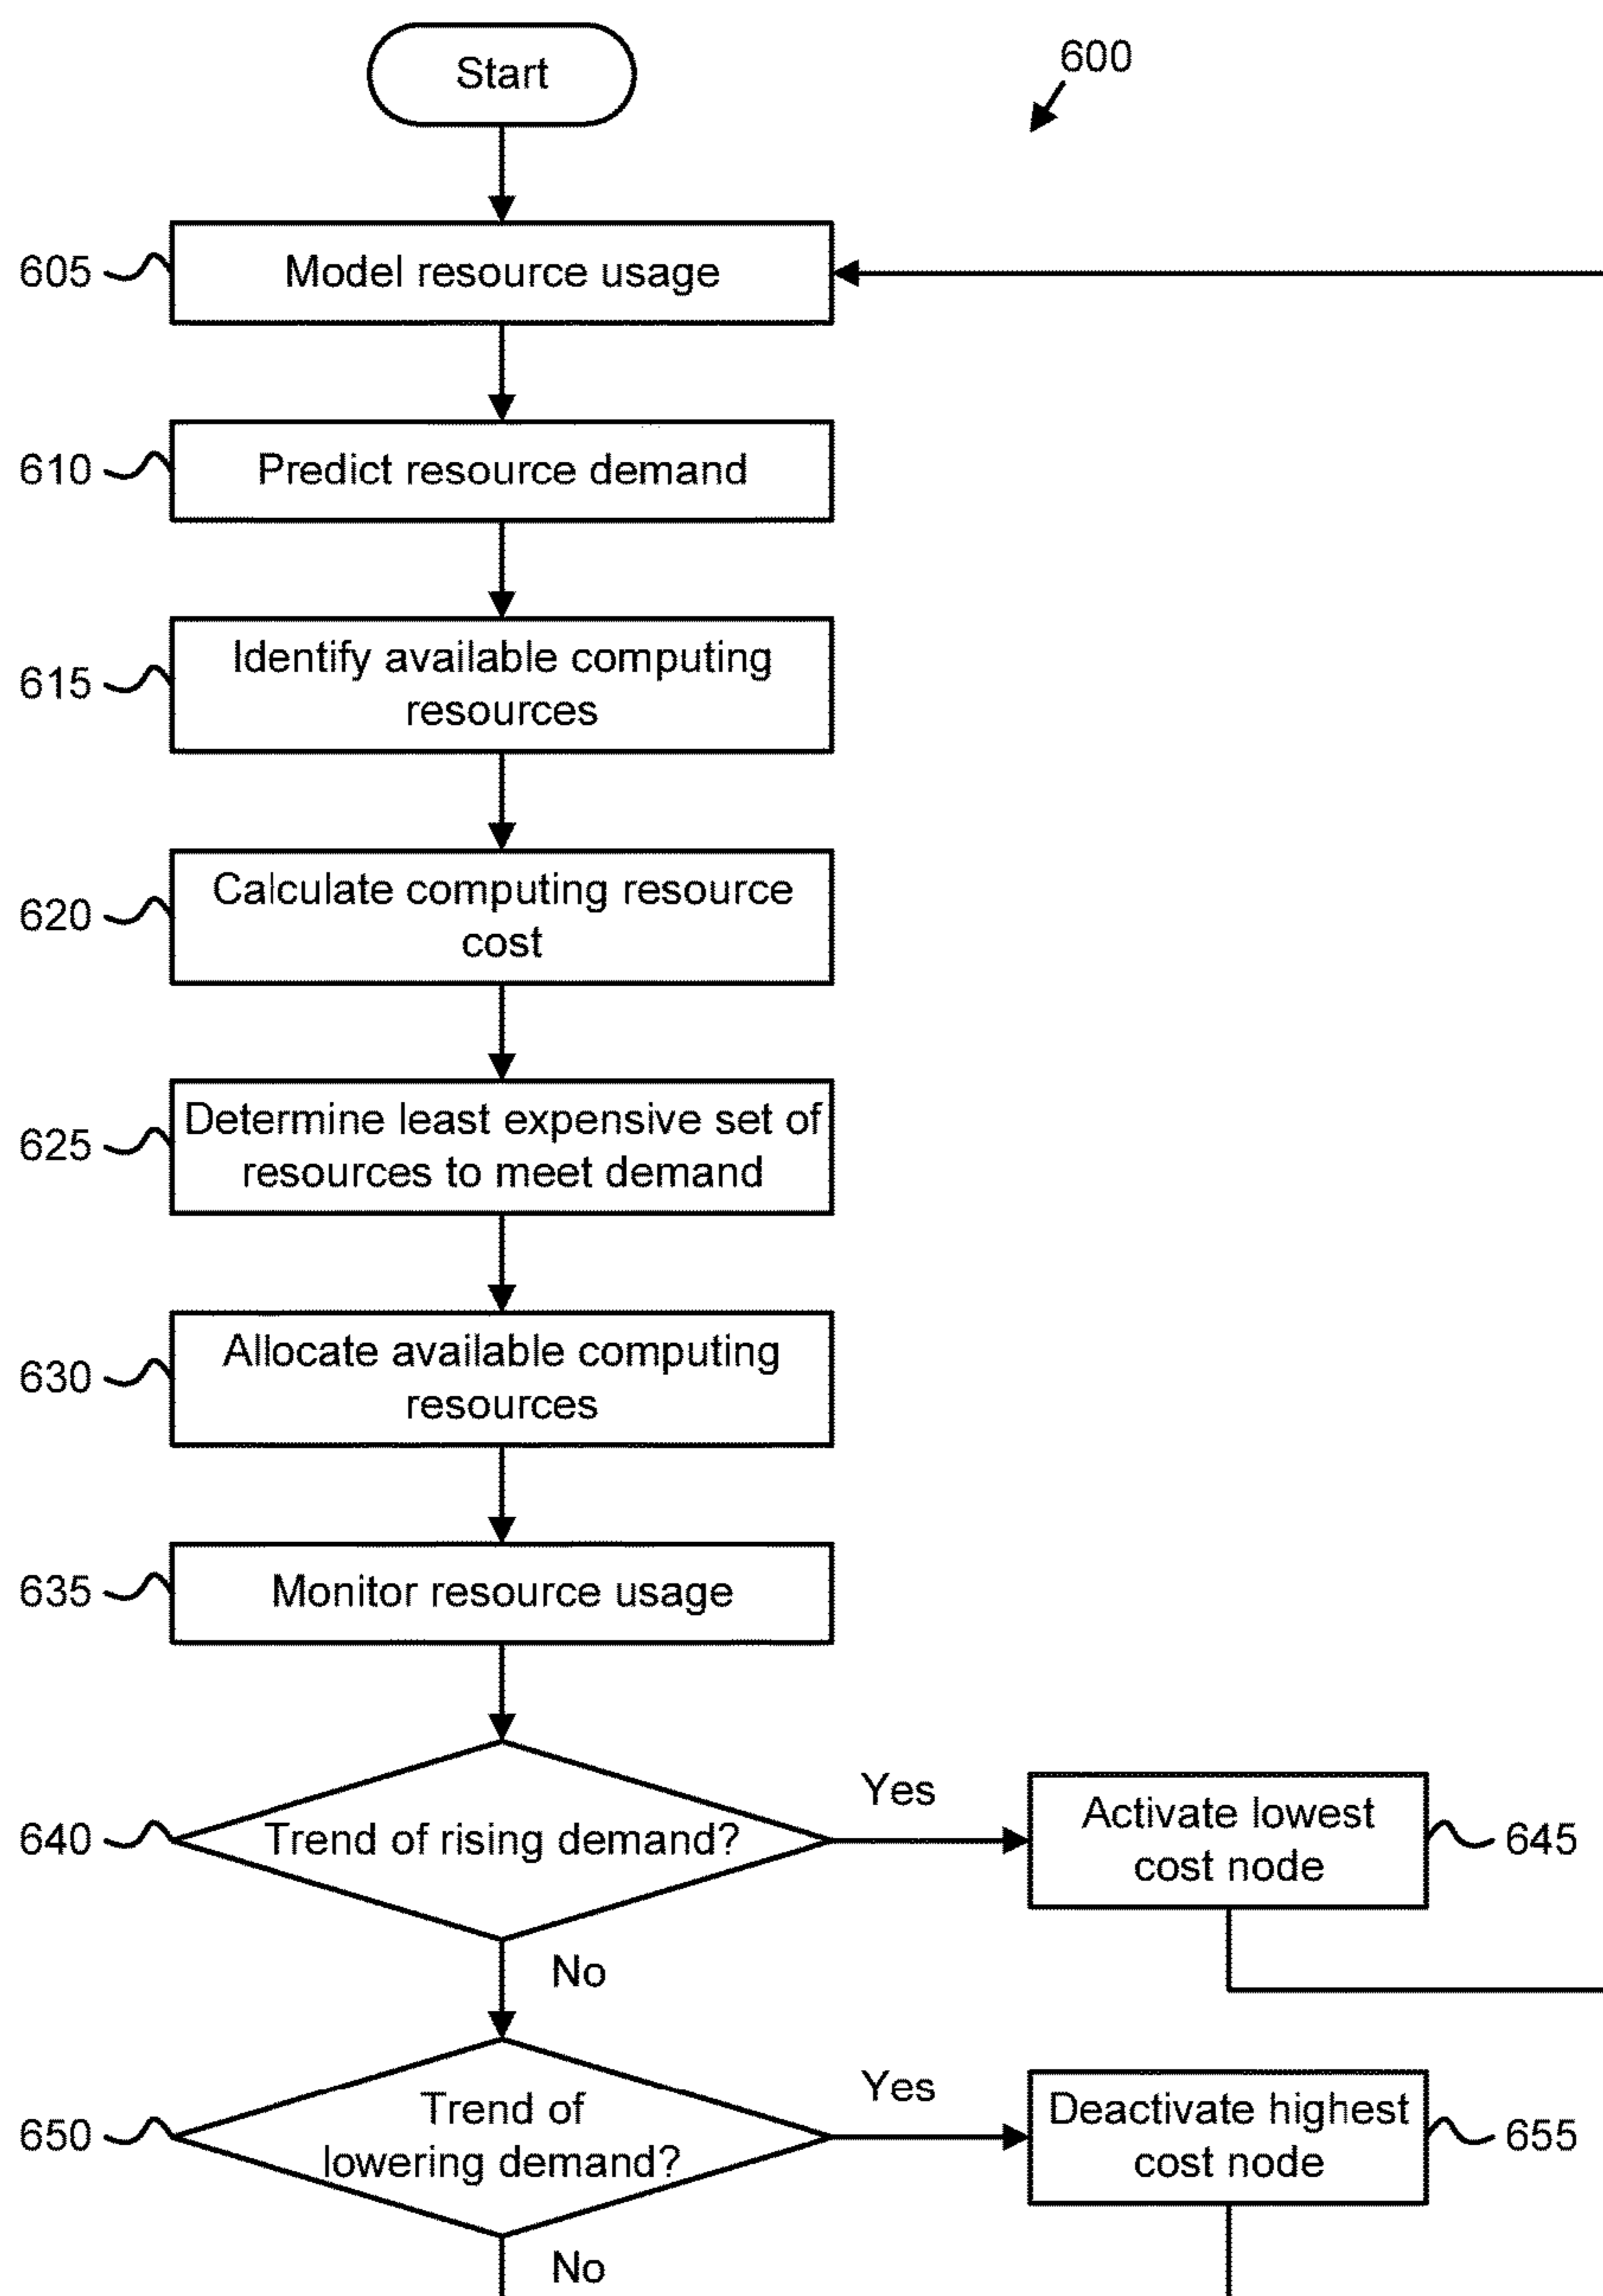 Start
600
605
Model resource usage
610
Predict resource demand
615
Identify available computing
resources
620
Calculate computing resource
cost
625
Determine least expensive set of
resources to meet demand
630
Allocate available computing
resources
635
Monitor resource usage
640
Trend of rising demand?
Yes
Activate lowest
cost node
645
No
650
Trend of
lowering demand?
Yes
Deactivate highest
cost node
655
No